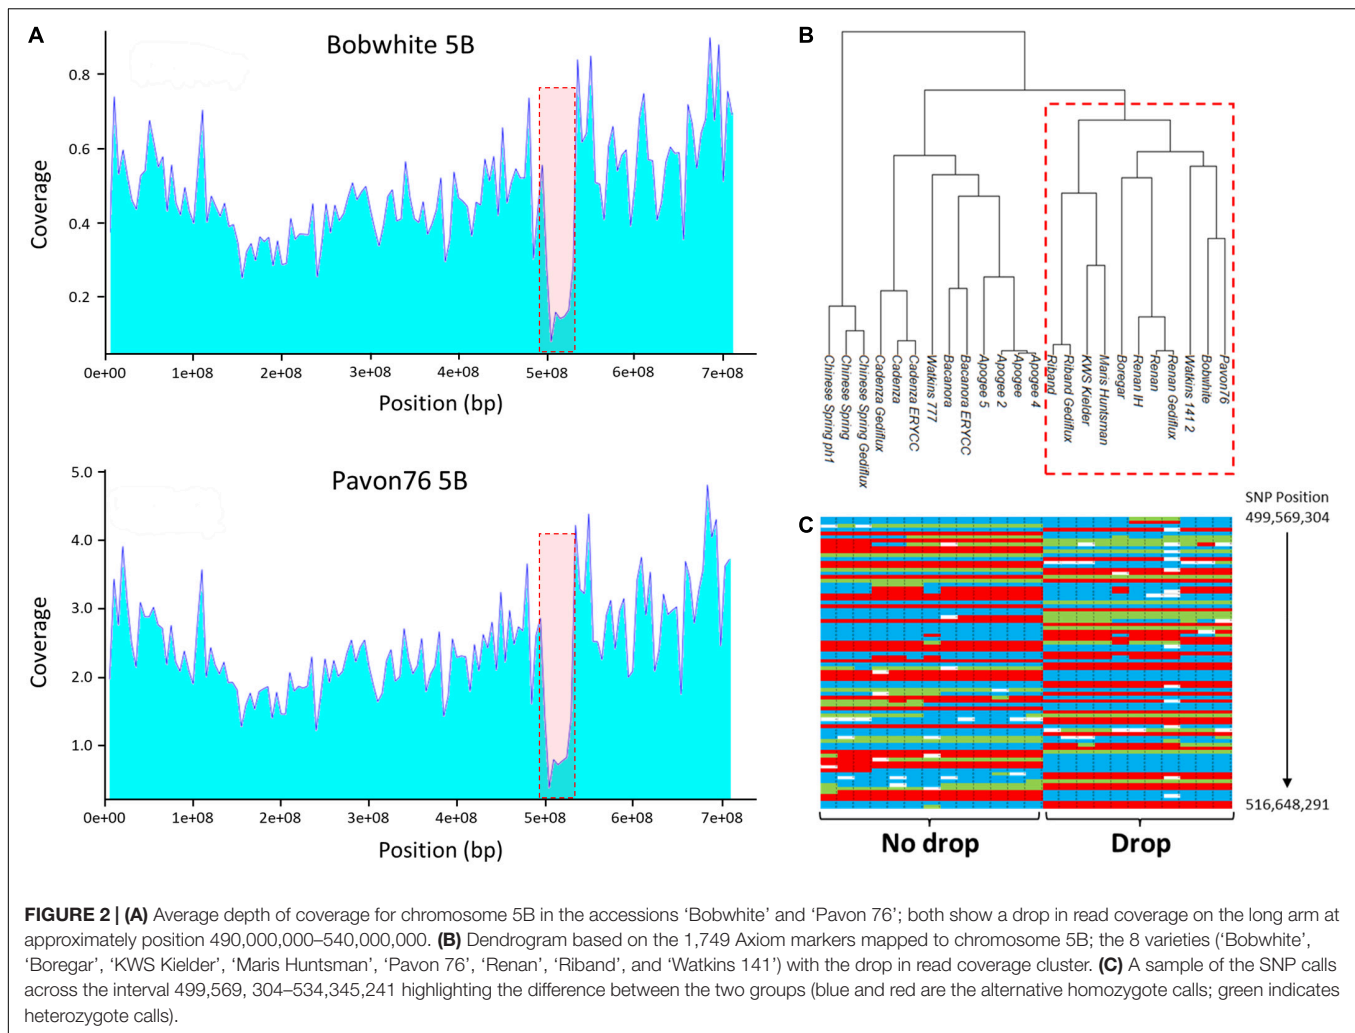 A
Bobwhite 5B
Coverage
0.8
0.6
0.4
0.2
0e+00 1e+08 2e+08 3e+08 4e+08 5e+08 6e+08 7e+08
Position (bp)
Pavon76 5B
Coverage
5.0
4.0
3.0
2.0
1.0
0e+00 1e+08 2e+08 3e+08 4e+08 5e+08 6e+08 7e+08
Position (bp)
B
Chinese Spring ph1
Chinese Spring
Chinese Spring Gediflux
Cadenza Gediflux
Cadenza
Cadenza ERYCC
Watkins 777
Bacanora
Bacanora ERYCC
Apogee 5
Apogee 2
Apogee
Apogee 4
Riband
Riband Gediflux
KWS Kielder
Maris Huntsman
Boregar
Renan IH
Renan
Renan Gediflux
Watkins 141 2
Bobwhite
Pavon76
C
SNP Position
499,569,304
516,648,291
No drop
Drop
FIGURE 2 | (A) Average depth of coverage for chromosome 5B in the accessions ‘Bobwhite’ and ‘Pavon 76’; both show a drop in read coverage on the long arm at
approximately position 490,000,000–540,000,000. (B) Dendrogram based on the 1,749 Axiom markers mapped to chromosome 5B; the 8 varieties (‘Bobwhite’,
‘Boregar’, ‘KWS Kielder’, ‘Maris Huntsman’, ‘Pavon 76’, ‘Renan’, ‘Riband’, and ‘Watkins 141’) with the drop in read coverage cluster. (C) A sample of the SNP calls
across the interval 499,569, 304–534,345,241 highlighting the difference between the two groups (blue and red are the alternative homozygote calls; green indicates
heterozygote calls).